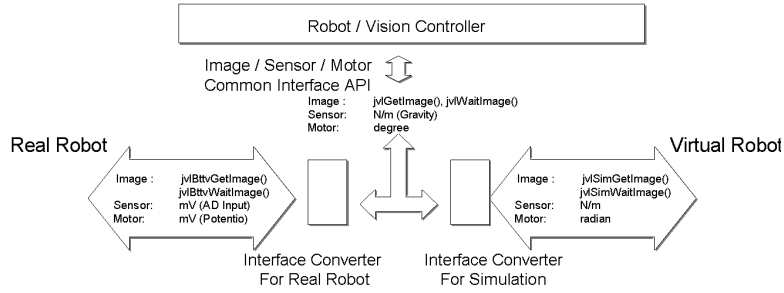 Robot / Vision Controller
Image / Sensor / Motor
Common Interface API
Image : jvlGetImage(), jvlWaitImage()
Sensor: N/m (Gravity)
Motor: degree
Real Robot
Image : jvlBttvGetImage()
jvlBttvWaitImage()
Sensor: mV (AD Input)
Motor: mV (Potentio)
Virtual Robot
Image : jvlSimGetImage()
jvlSimWaitImage()
Sensor: N/m
Motor: radian
Interface Converter
For Real Robot
Interface Converter
For Simulation